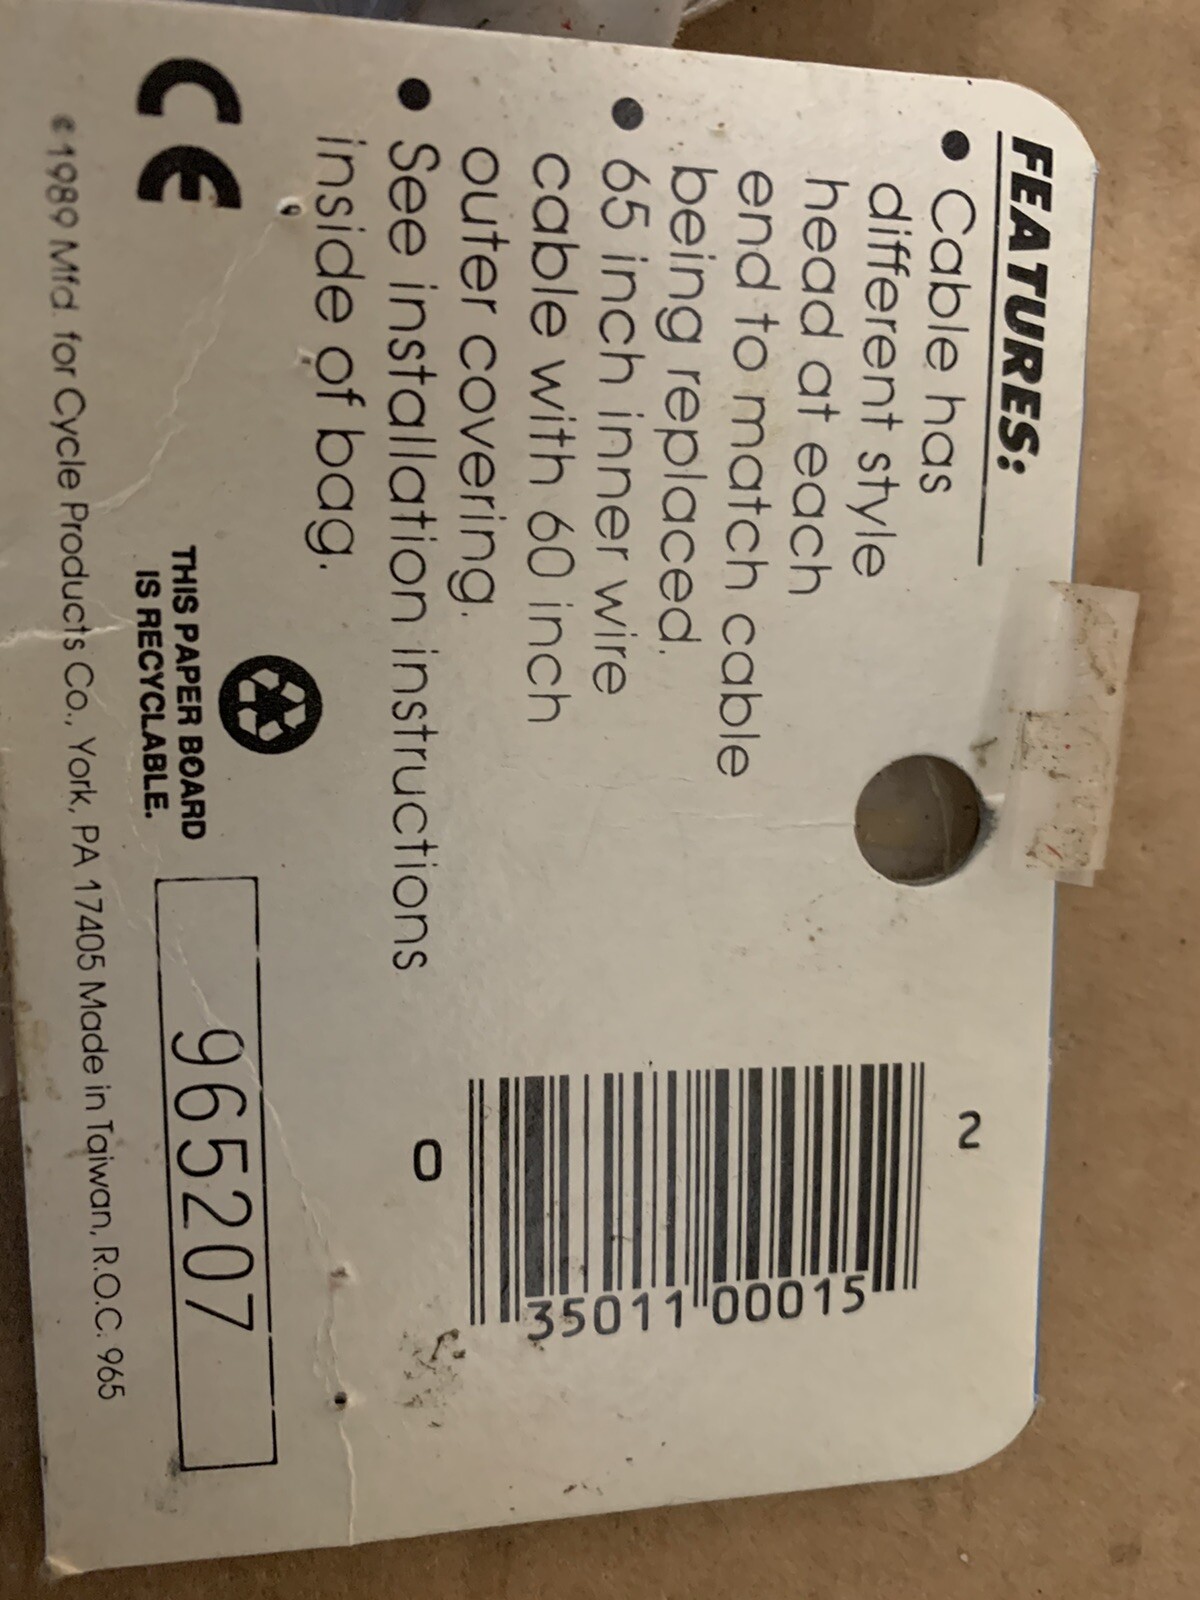 FEATURES:
• Cable has
different style
head at each
end to match cable
being replaced.
• 65 inch inner wire
cable with 60 inch
outer covering.
• See installation instructions
inside of bag.
2
35011 00015
0
CE
THIS PAPER BOARD
IS RECYCLABLE.
965207
© 1989 Mfd. for Cycle Products Co., York, PA 17405 Made in Taiwan, R.O.C. 965